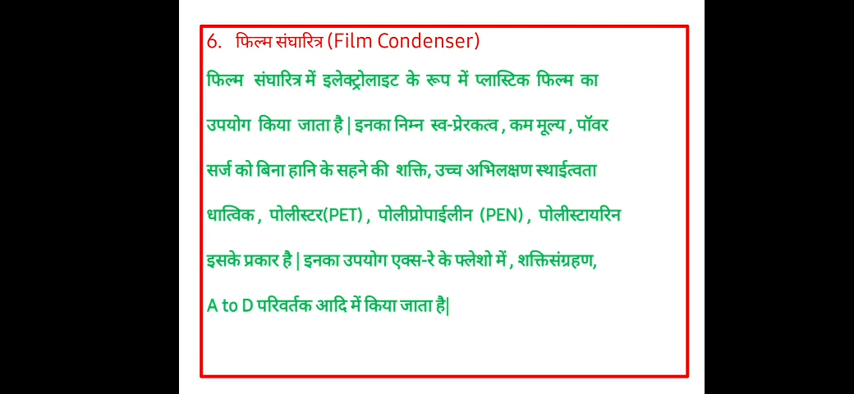 6. फिल्म संघारित्र (Film Condenser)
फिल्म संघारित्र में इलेक्ट्रोलाइट के रूप में प्लास्टिक फिल्म का
उपयोग किया जाता है | इनका निम्न स्व-प्रेरकत्व , कम मूल्य , पॉवर
सर्ज को बिना हानि के सहने की शक्ति, उच्च अभिलक्षण स्थाईत्वता
धात्विक , पोलीस्टर(PET) , पोलीप्रोपाईलीन (PEN) , पोलीस्टायरिन
इसके प्रकार है | इनका उपयोग एक्स-रे के फ्लेशो में , शक्तिसंग्रहण,
A to D परिवर्तक आदि में किया जाता है|